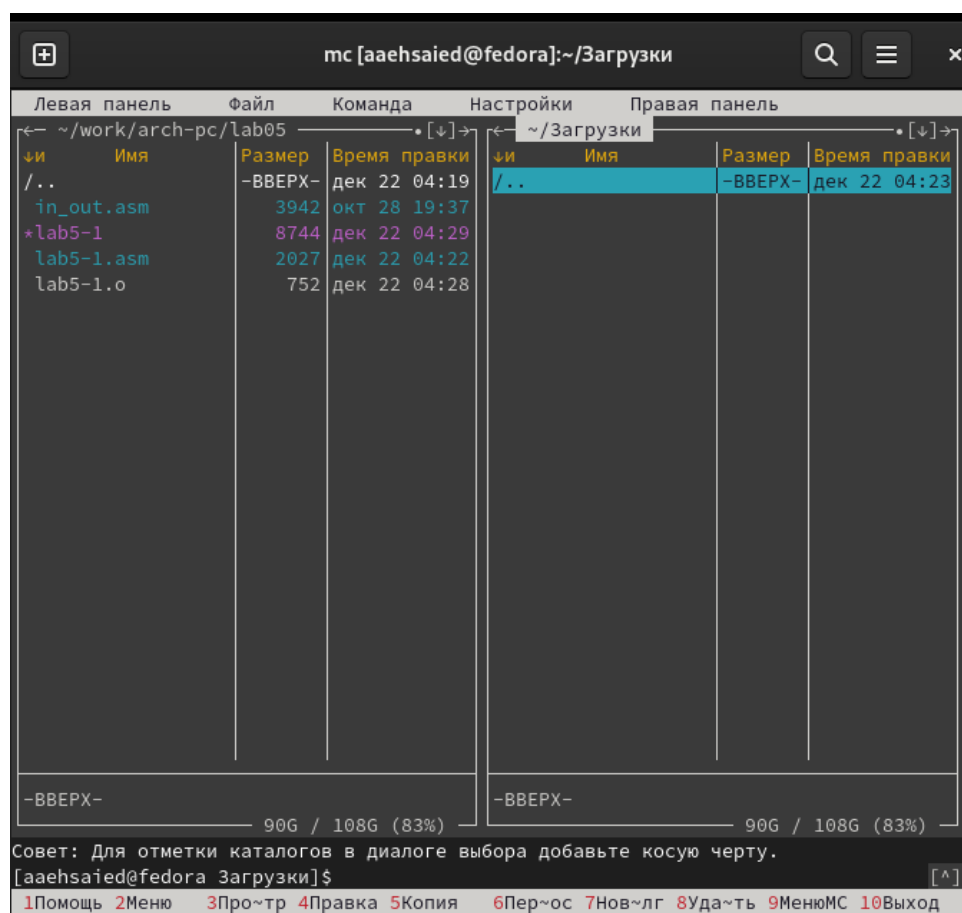 mc [aaehsaied@fedora]:~/Загрузки
Левая панель Файл Команда Настройки Правая панель
~/work/arch-pc/lab05 [↓] ~/Загрузки [↓]
↓и Имя Размер Время правки ↓и Имя Размер Время правки
/.. -ВВЕРХ- дек 22 04:19 /.. -ВВЕРХ- дек 22 04:23
in_out.asm 3942 окт 28 19:37
*lab5-1 8744 дек 22 04:29
lab5-1.asm 2027 дек 22 04:22
lab5-1.o 752 дек 22 04:28
-ВВЕРХ- -ВВЕРХ-
90G / 108G (83%) 90G / 108G (83%)
Совет: Для отметки каталогов в диалоге выбора добавьте косую черту.
[aaehsaied@fedora Загрузки]$ [^]
1Помощь 2Меню 3Про~тр 4Правка 5Копия 6Пер~ос 7Нов~лг 8Уда~ть 9МенюМС 10Выход